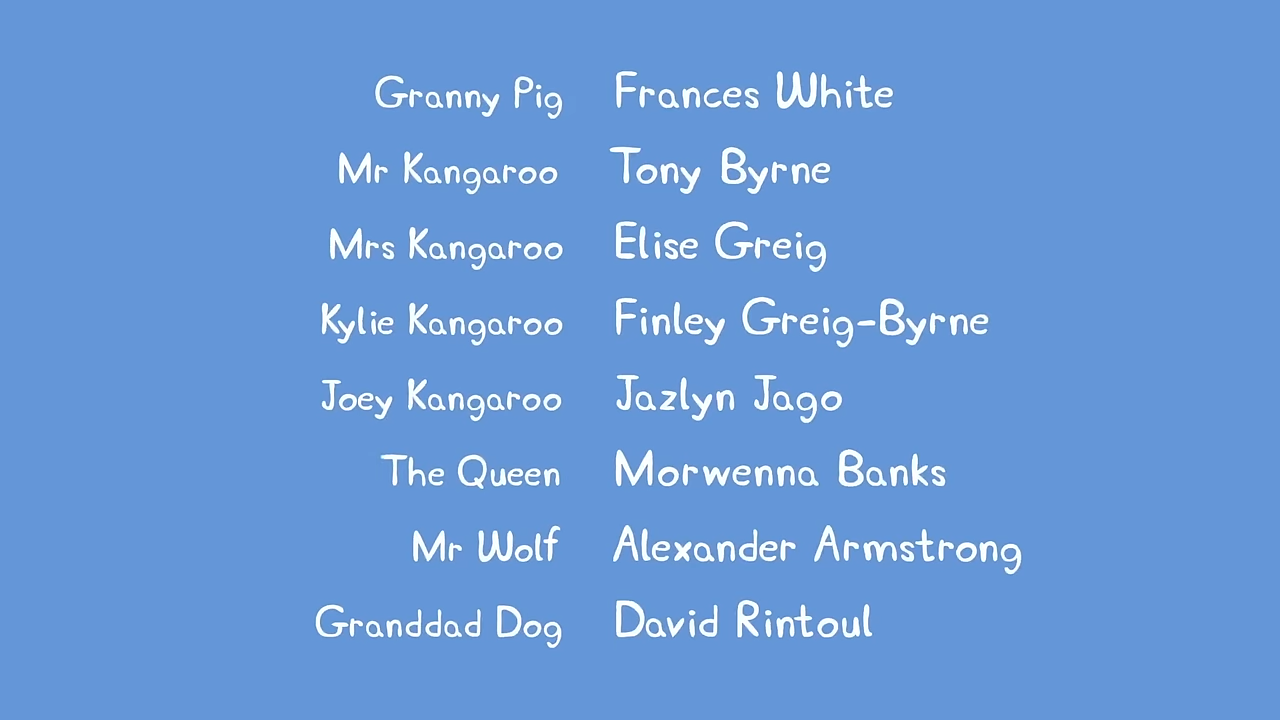 Granny Pig Frances White
Mr Kangaroo Tony Byrne
Mrs Kangaroo Elise Greig
Kylie Kangaroo Finley Greig-Byrne
Joey Kangaroo Jazlyn Jago
The Queen Morwenna Banks
Mr Wolf Alexander Armstrong
Granddad Dog David Rintoul